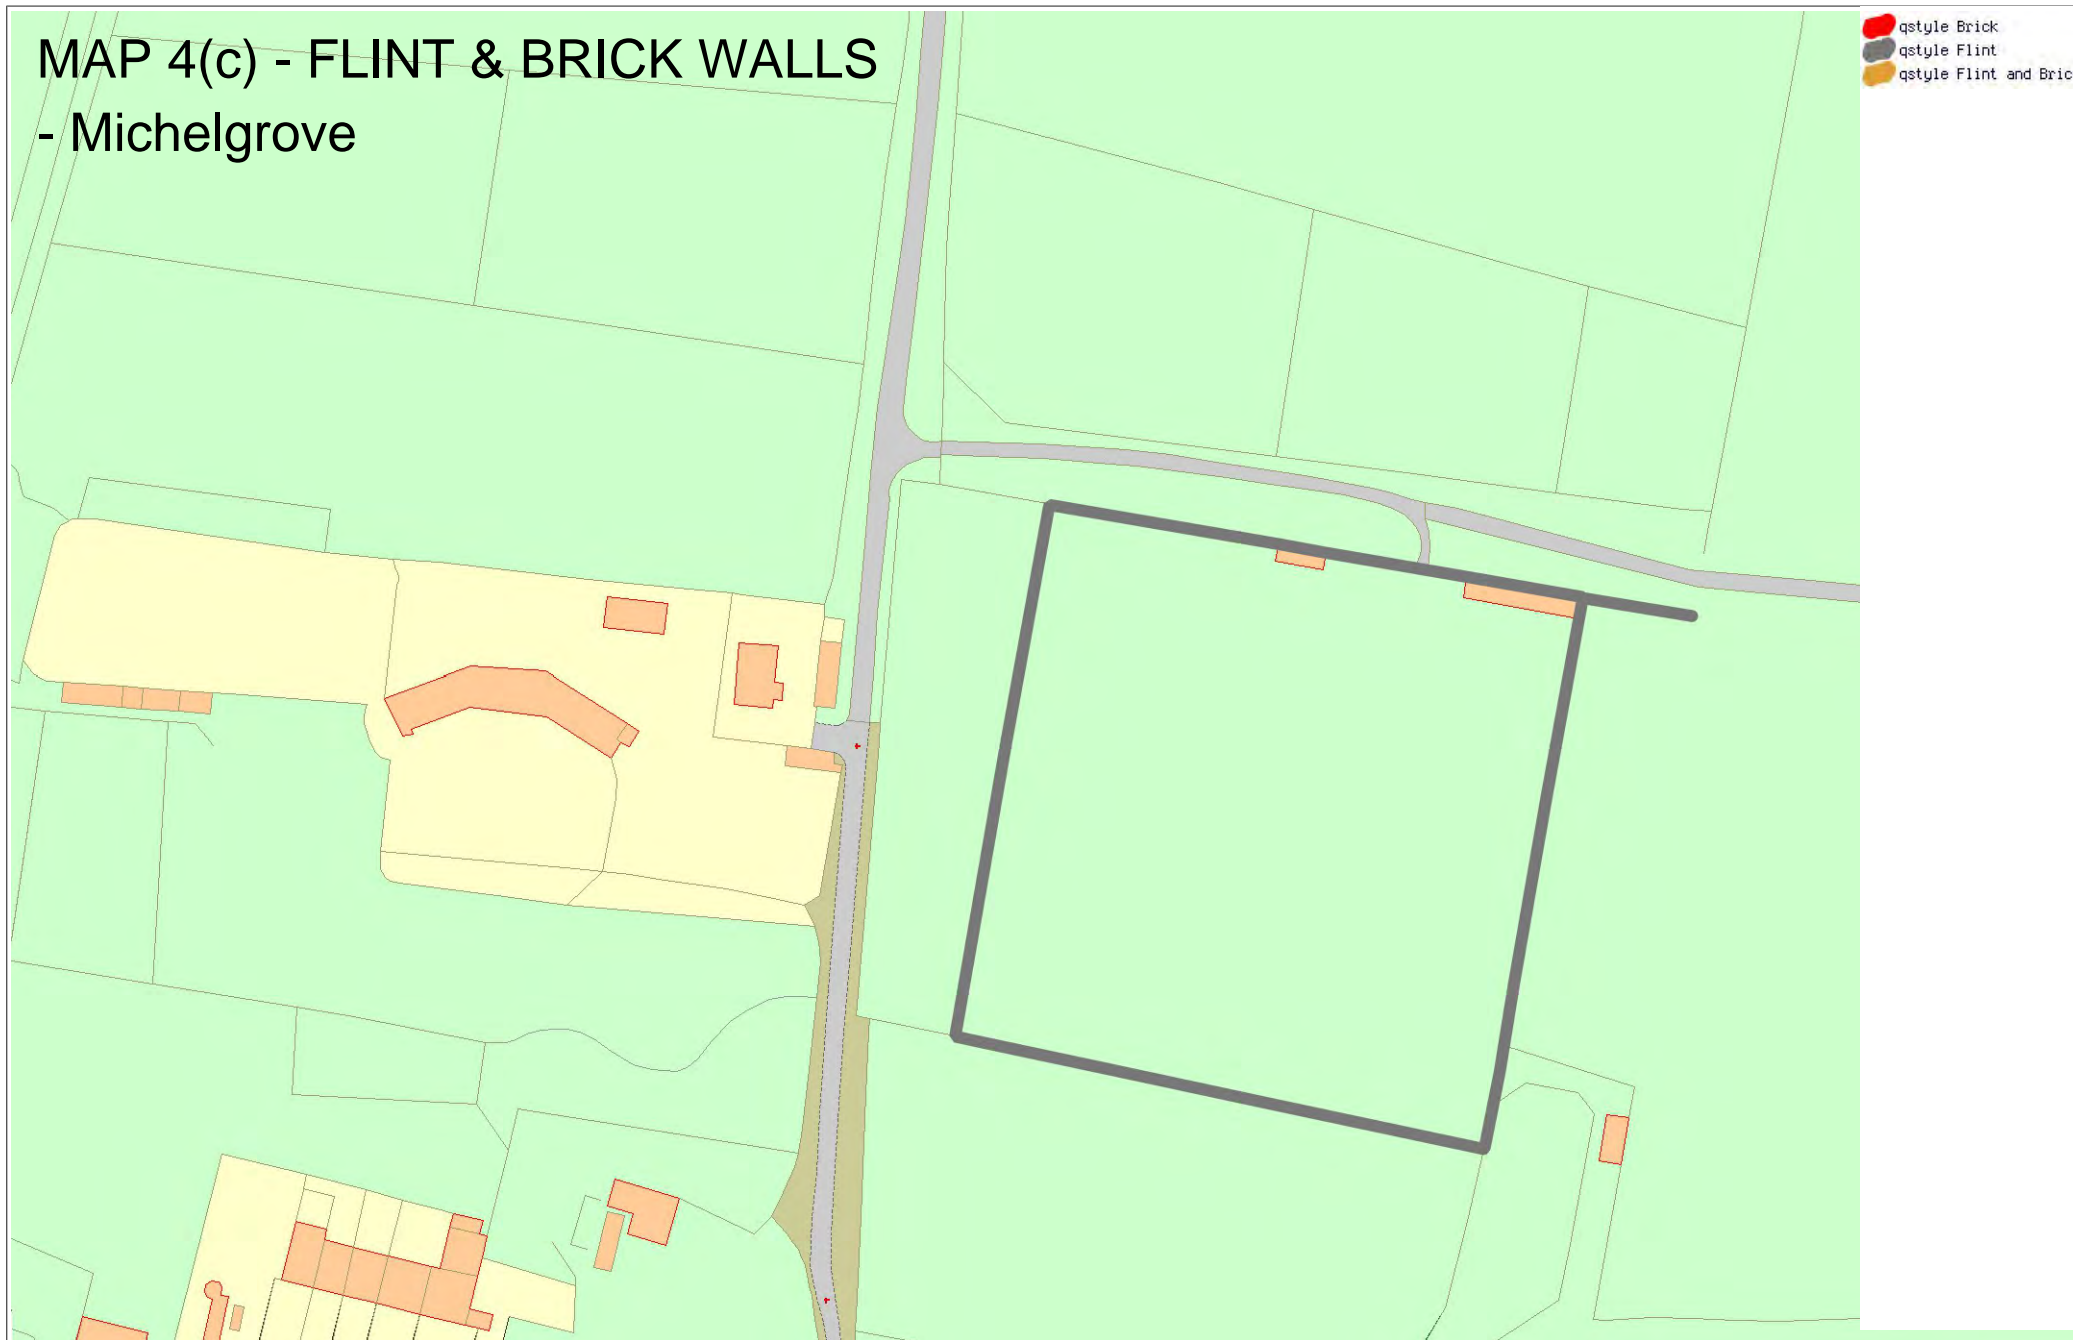 MAP 4(c) - FLINT & BRICK WALLS
- Michelgrove
qstyle Brick
qstyle Flint
qstyle Flint and Bric